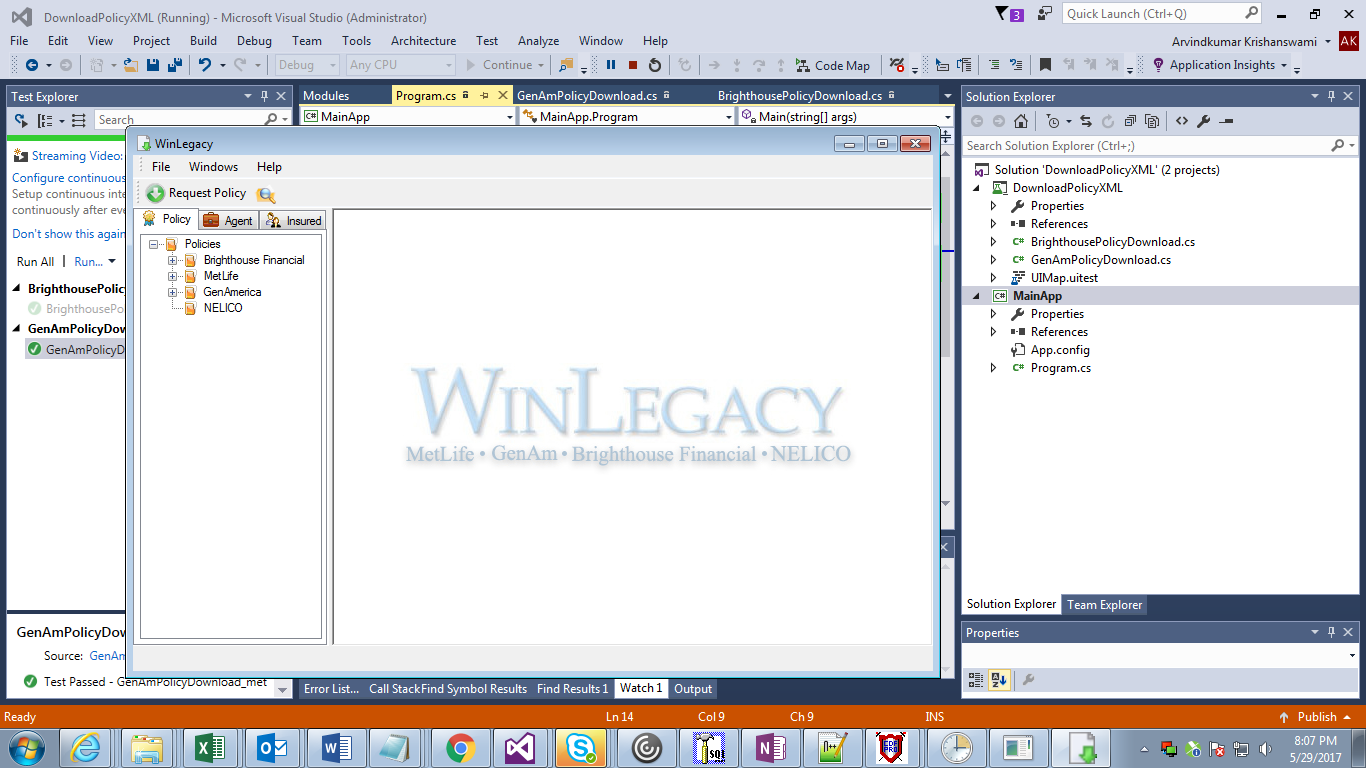 DownloadPolicyXML (Running) - Microsoft Visual Studio (Administrator)
3
Quick Launch (Ctrl+Q)
File Edit View Project Build Debug Team Tools Architecture Test Analyze Window Help
Arvindkumar Krishanswami AK
Debug Any CPU Continue Code Map Application Insights
Test Explorer
Search
Streaming Video:
Configure continuous
Setup continuous inte
continuously after eve
Don't show this again
Run All | Run...
BrighthousePolicy
BrighthousePo
GenAmPolicyDow
GenAmPolicyD
GenAmPolicyDow
Source: GenAm
Test Passed - GenAmPolicyDownload_met
Modules Program.cs GenAmPolicyDownload.cs BrighthousePolicyDownload.cs
MainApp MainApp.Program Main(string[] args)
WinLegacy
File Windows Help
Request Policy
Policy Agent Insured
Policies
Brighthouse Financial
MetLife
GenAmerica
NELICO
WINLEGACY
MetLife • GenAm • Brighthouse Financial • NELICO
Error List... Call Stack Find Symbol Results Find Results 1 Watch 1 Output
Solution Explorer
Search Solution Explorer (Ctrl+;)
Solution 'DownloadPolicyXML' (2 projects)
DownloadPolicyXML
Properties
References
BrighthousePolicyDownload.cs
GenAmPolicyDownload.cs
UIMap.uitest
MainApp
Properties
References
App.config
Program.cs
Solution Explorer Team Explorer
Properties
Ready Ln 14 Col 9 Ch 9 INS Publish
8:07 PM
5/29/2017